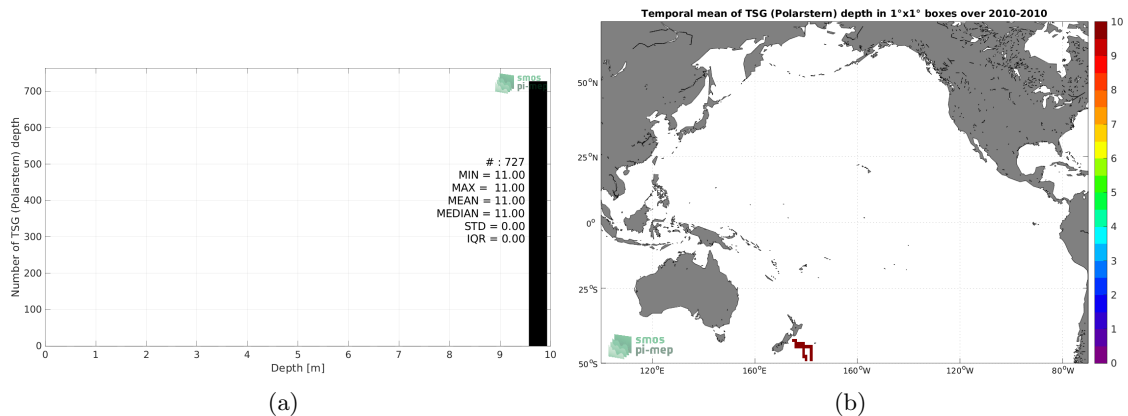 smos
pi-mep
Number of TSG (Polarstern) depth
700
600
500
400
300
200
100
0
# : 727
MIN = 11.00
MAX = 11.00
MEAN = 11.00
MEDIAN = 11.00
STD = 0.00
IQR = 0.00
0 1 2 3 4 5 6 7 8 9 10
Depth [m]
(a)
Temporal mean of TSG (Polarstern) depth in 1°x1° boxes over 2010-2010
50°N
25°N
0°
25°S
50°S
120°E 160°E 160°W 120°W 80°W
smos
pi-mep
10
9
8
7
6
5
4
3
2
1
0
(b)